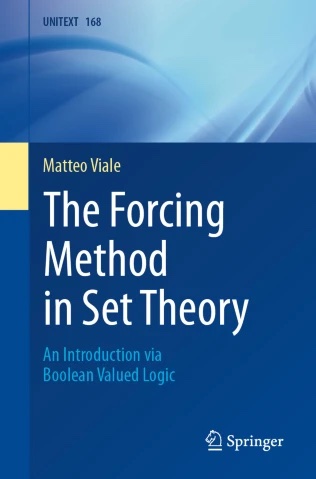 UNITEXT 168
Matteo Viale
The Forcing
Method
in Set Theory
An Introduction via
Boolean Valued Logic
Springer